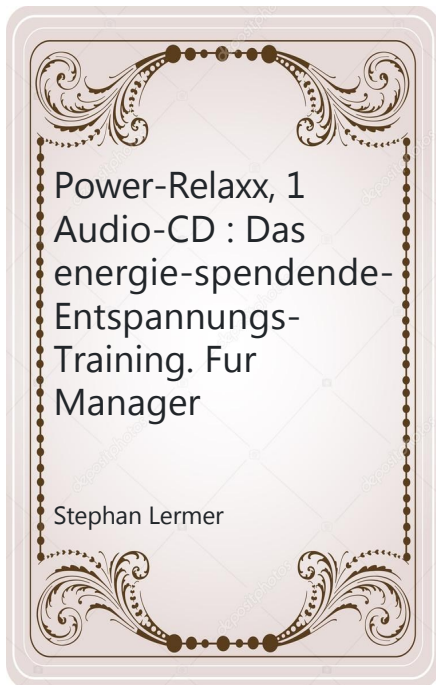 Power-Relaxx, 1
Audio-CD : Das
energie-spendende-
Entspannungs-
Training. Fur
Manager
Stephan Lermer